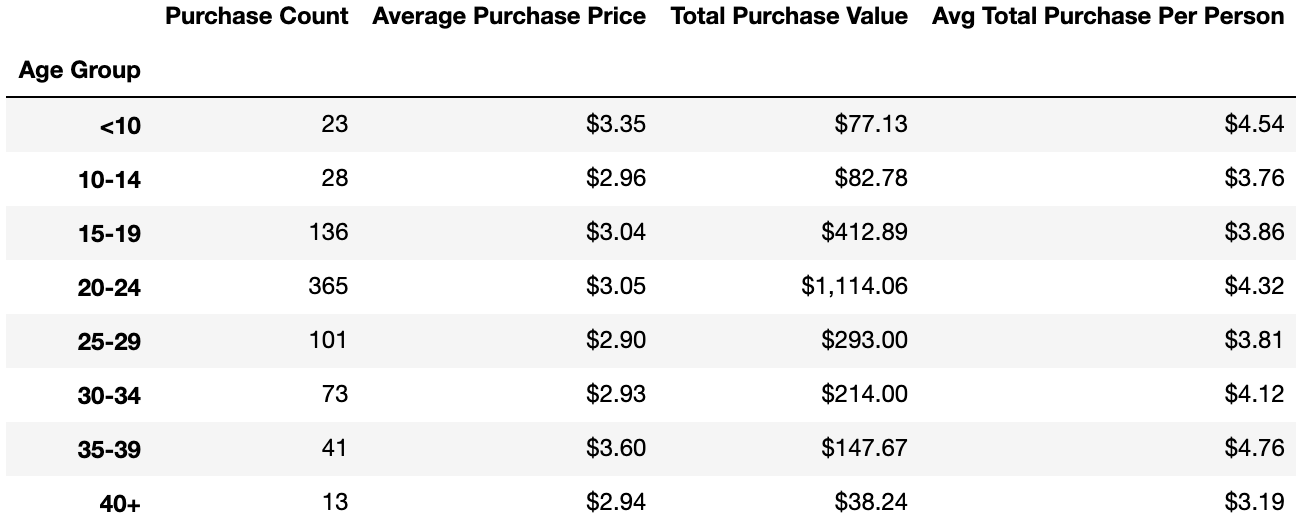 Purchase Count Average Purchase Price Total Purchase Value Avg Total Purchase Per Person
Age Group
<10 23 $3.35 $77.13 $4.54
10-14 28 $2.96 $82.78 $3.76
15-19 136 $3.04 $412.89 $3.86
20-24 365 $3.05 $1,114.06 $4.32
25-29 101 $2.90 $293.00 $3.81
30-34 73 $2.93 $214.00 $4.12
35-39 41 $3.60 $147.67 $4.76
40+ 13 $2.94 $38.24 $3.19